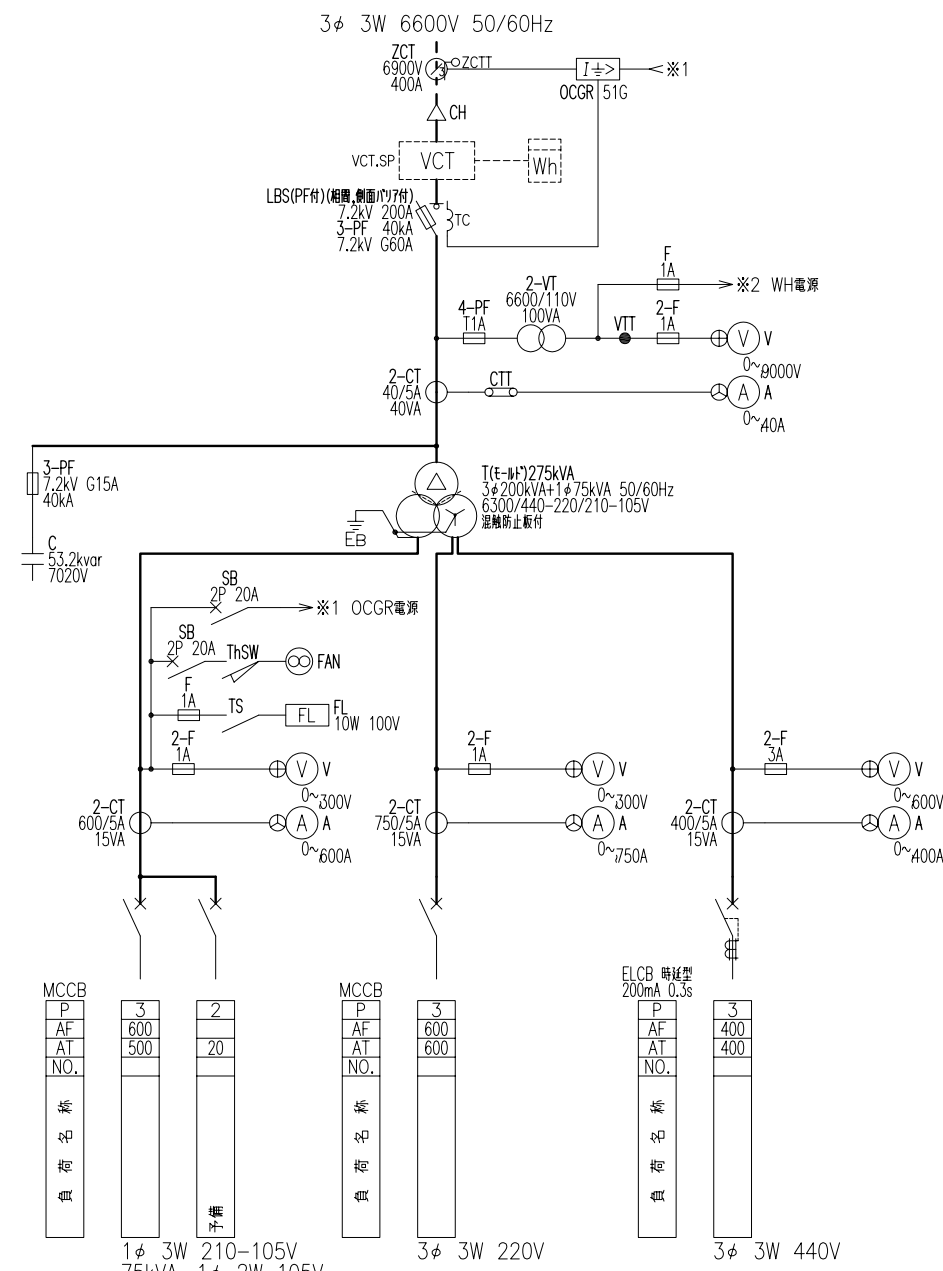 3φ 3W 6600V 50/60Hz
ZCT
6900V
400A
3
ZCTT
I⏚>
※1
OCGR 51G
CH
VCT.SP
VCT
Wh
LBS(PF付)(相間,側面バリア付)
7.2kV 200A
3-PF 40kA
7.2kV G60A
TC
F
1A
※2 WH電源
2-VT
6600/110V
100VA
4-PF
T1A
VTT
2-F
1A
V V
0~9000V
2-CT
40/5A
40VA
CTT
A A
0~40A
3-PF
7.2kV G15A
40kA
C
53.2kvar
7020V
T(モールド)275kVA
3φ200kVA+1φ75kVA 50/60Hz
6300/440-220/210-105V
混触防止板付
EB
SB
2P 20A
※1 OCGR電源
SB
2P 20A
ThSW
FAN
F
1A
TS
FL
FL
10W 100V
2-F
1A
V V
0~300V
2-CT
600/5A
15VA
A A
0~600A
2-F
1A
V V
0~300V
2-CT
750/5A
15VA
A A
0~750A
2-F
3A
V V
0~600V
2-CT
400/5A
15VA
A A
0~400A
MCCB
P 3 2
AF 600
AT 500 20
NO.
負荷名称
予備
1φ 3W 210-105V
75kVA 1φ 2W 105V
MCCB
P 3
AF 600
AT 600
NO.
負荷名称
3φ 3W 220V
ELCB 時延型
200mA 0.3s
P 3
AF 400
AT 400
NO.
負荷名称
3φ 3W 440V